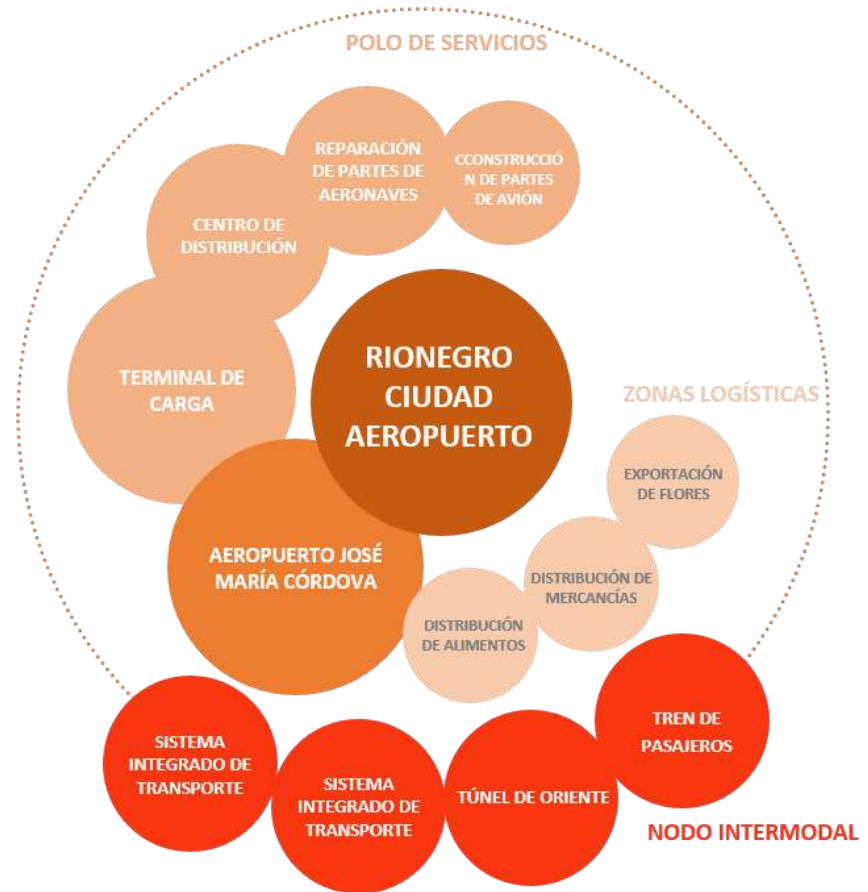 POLO DE SERVICIOS
REPARACIÓN
DE PARTES DE
AERONAVES
CCONSTRUCCIÓ
N DE PARTES
DE AVIÓN
CENTRO DE
DISTRIBUCIÓN
TERMINAL DE
CARGA
RIONEGRO
CIUDAD
AEROPUERTO
ZONAS LOGÍSTICAS
EXPORTACIÓN
DE FLORES
DISTRIBUCIÓN DE
MERCANCÍAS
DISTRIBUCIÓN
DE ALIMENTOS
AEROPUERTO JOSÉ
MARÍA CÓRDOVA
SISTEMA
INTEGRADO DE
TRANSPORTE
SISTEMA
INTEGRADO DE
TRANSPORTE
TÚNEL DE ORIENTE
TREN DE
PASAJEROS
NODO INTERMODAL